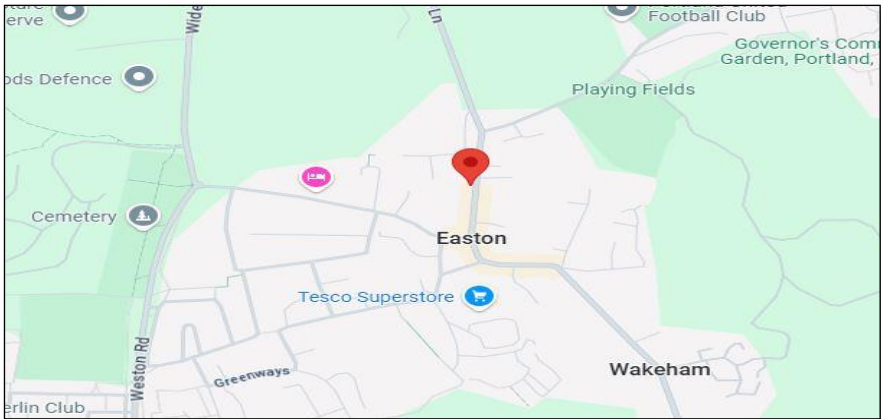 erve
Wide
Ln
Football Club
Governor's Com
Garden, Portland,
ods Defence
Playing Fields
Cemetery
Easton
Tesco Superstore
Weston Rd
Greenways
Wakeham
erlin Club